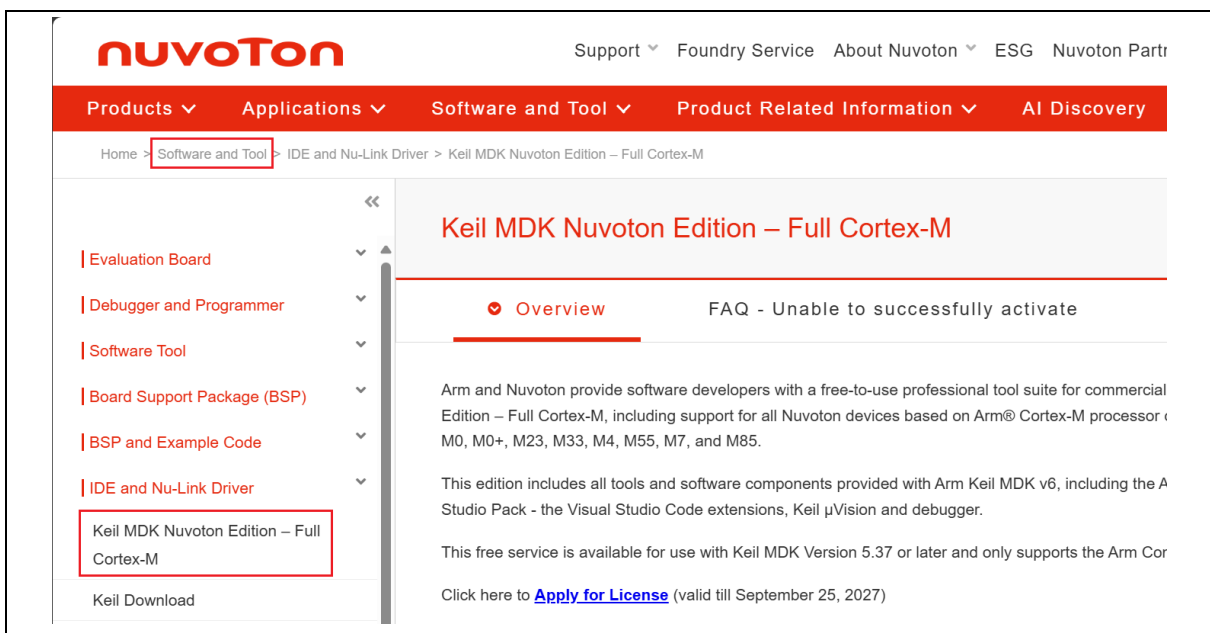 nuvoTon
Support Foundry Service About Nuvoton ESG Nuvoton Partr
Products Applications Software and Tool Product Related Information AI Discovery
Home > Software and Tool > IDE and Nu-Link Driver > Keil MDK Nuvoton Edition – Full Cortex-M
Evaluation Board
Debugger and Programmer
Software Tool
Board Support Package (BSP)
BSP and Example Code
IDE and Nu-Link Driver
Keil MDK Nuvoton Edition – Full
Cortex-M
Keil Download
Keil MDK Nuvoton Edition – Full Cortex-M
Overview FAQ - Unable to successfully activate
Arm and Nuvoton provide software developers with a free-to-use professional tool suite for commercial
Edition – Full Cortex-M, including support for all Nuvoton devices based on Arm® Cortex-M processor
M0, M0+, M23, M33, M4, M55, M7, and M85.
This edition includes all tools and software components provided with Arm Keil MDK v6, including the A
Studio Pack - the Visual Studio Code extensions, Keil µVision and debugger.
This free service is available for use with Keil MDK Version 5.37 or later and only supports the Arm Cor
Click here to Apply for License (valid till September 25, 2027)